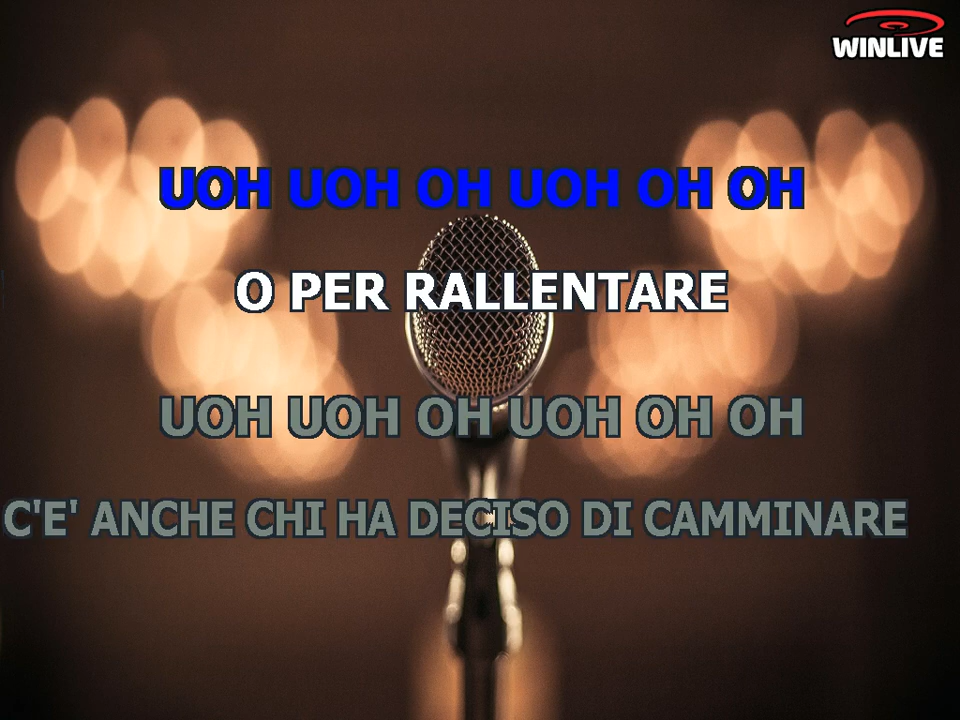 WINLIVE
UOH UOH OH UOH OH OH
O PER RALLENTARE
UOH UOH OH UOH OH OH
C'E' ANCHE CHI HA DECISO DI CAMMINARE